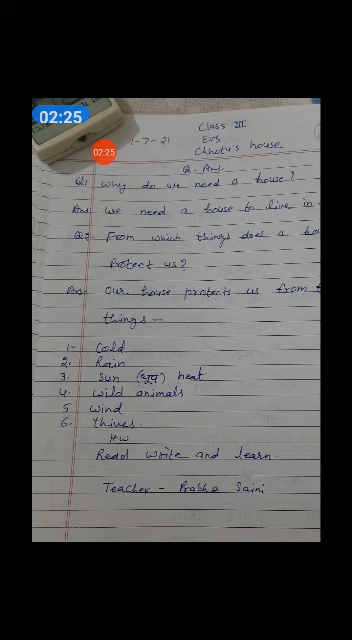 02:25
02:25
1-7-21
Class III
EVS
Chhotu's house
Q. Ans.
Q1 Why do we need a house?
Ans We need a house to live in
Q2. From which things does a
Protect us?
Ans. Our house protects us from
things—
1- Cold
2. Rain
3. Sun (धूप) heat
4. wild animals
5 wind
6. thives.
H.W
Read write and learn.
Teacher - Prabha Saini